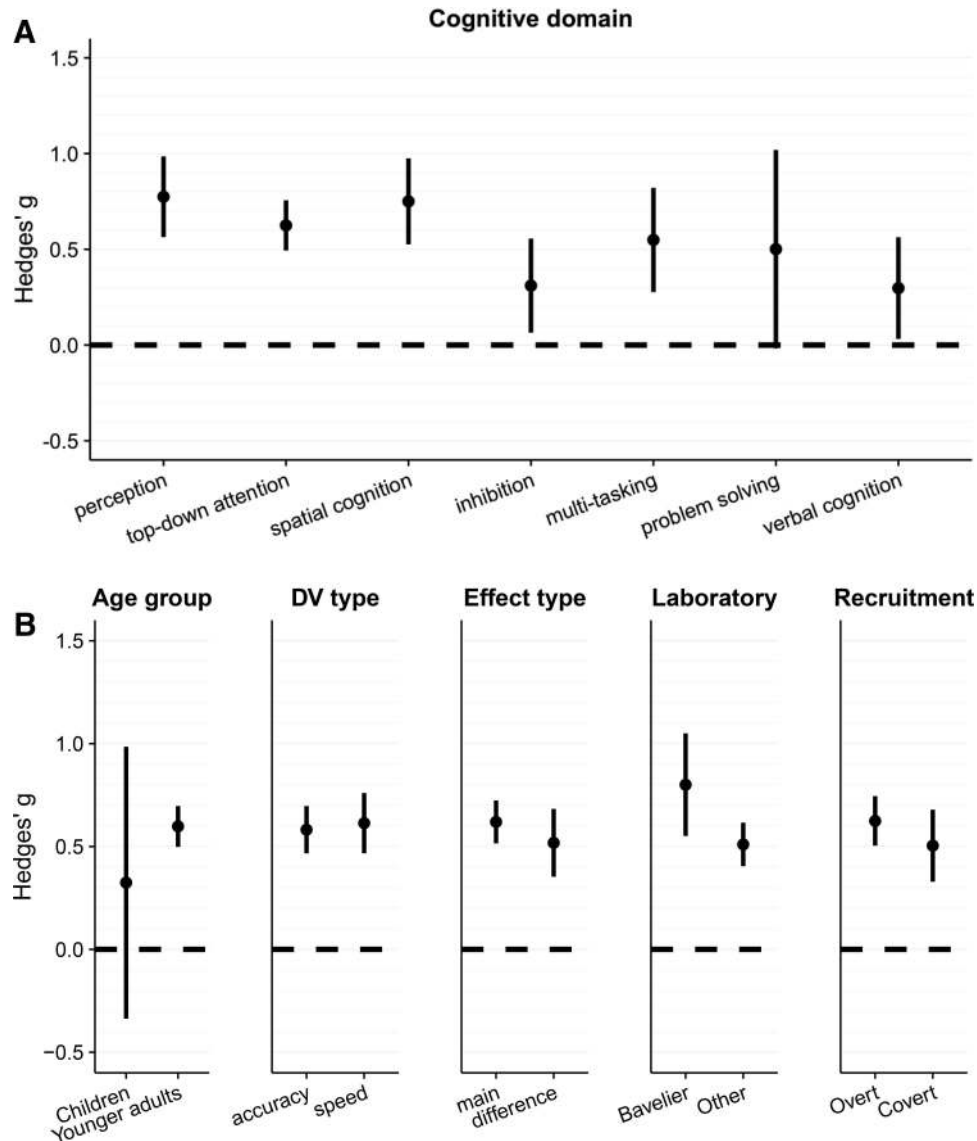 A
Cognitive domain
1.5
1.0
0.5
0.0
-0.5
Hedges' g
perception
top-down attention
spatial cognition
inhibition
multi-tasking
problem solving
verbal cognition
B
Age group
DV type
Effect type
Laboratory
Recruitment
1.5
1.0
0.5
0.0
−0.5
Hedges' g
Children
Younger adults
accuracy
speed
main
difference
Bavelier
Other
Overt
Covert